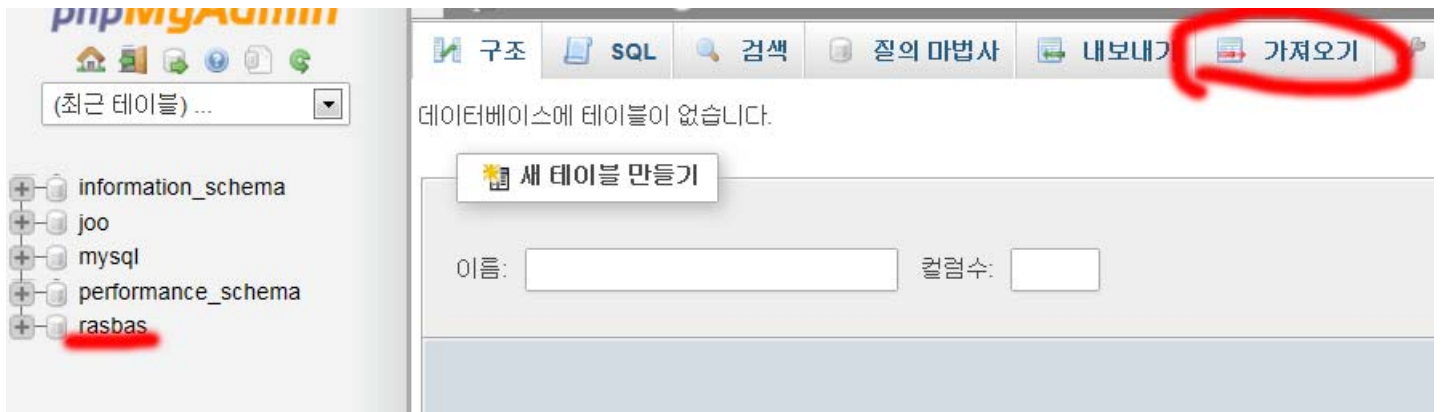 phpMyAdmin
(최근 테이블) ...
information_schema
joo
mysql
performance_schema
rasbas
구조 SQL 검색 질의 마법사 내보내기 가져오기
데이터베이스에 테이블이 없습니다.
새 테이블 만들기
이름: 컬럼수: